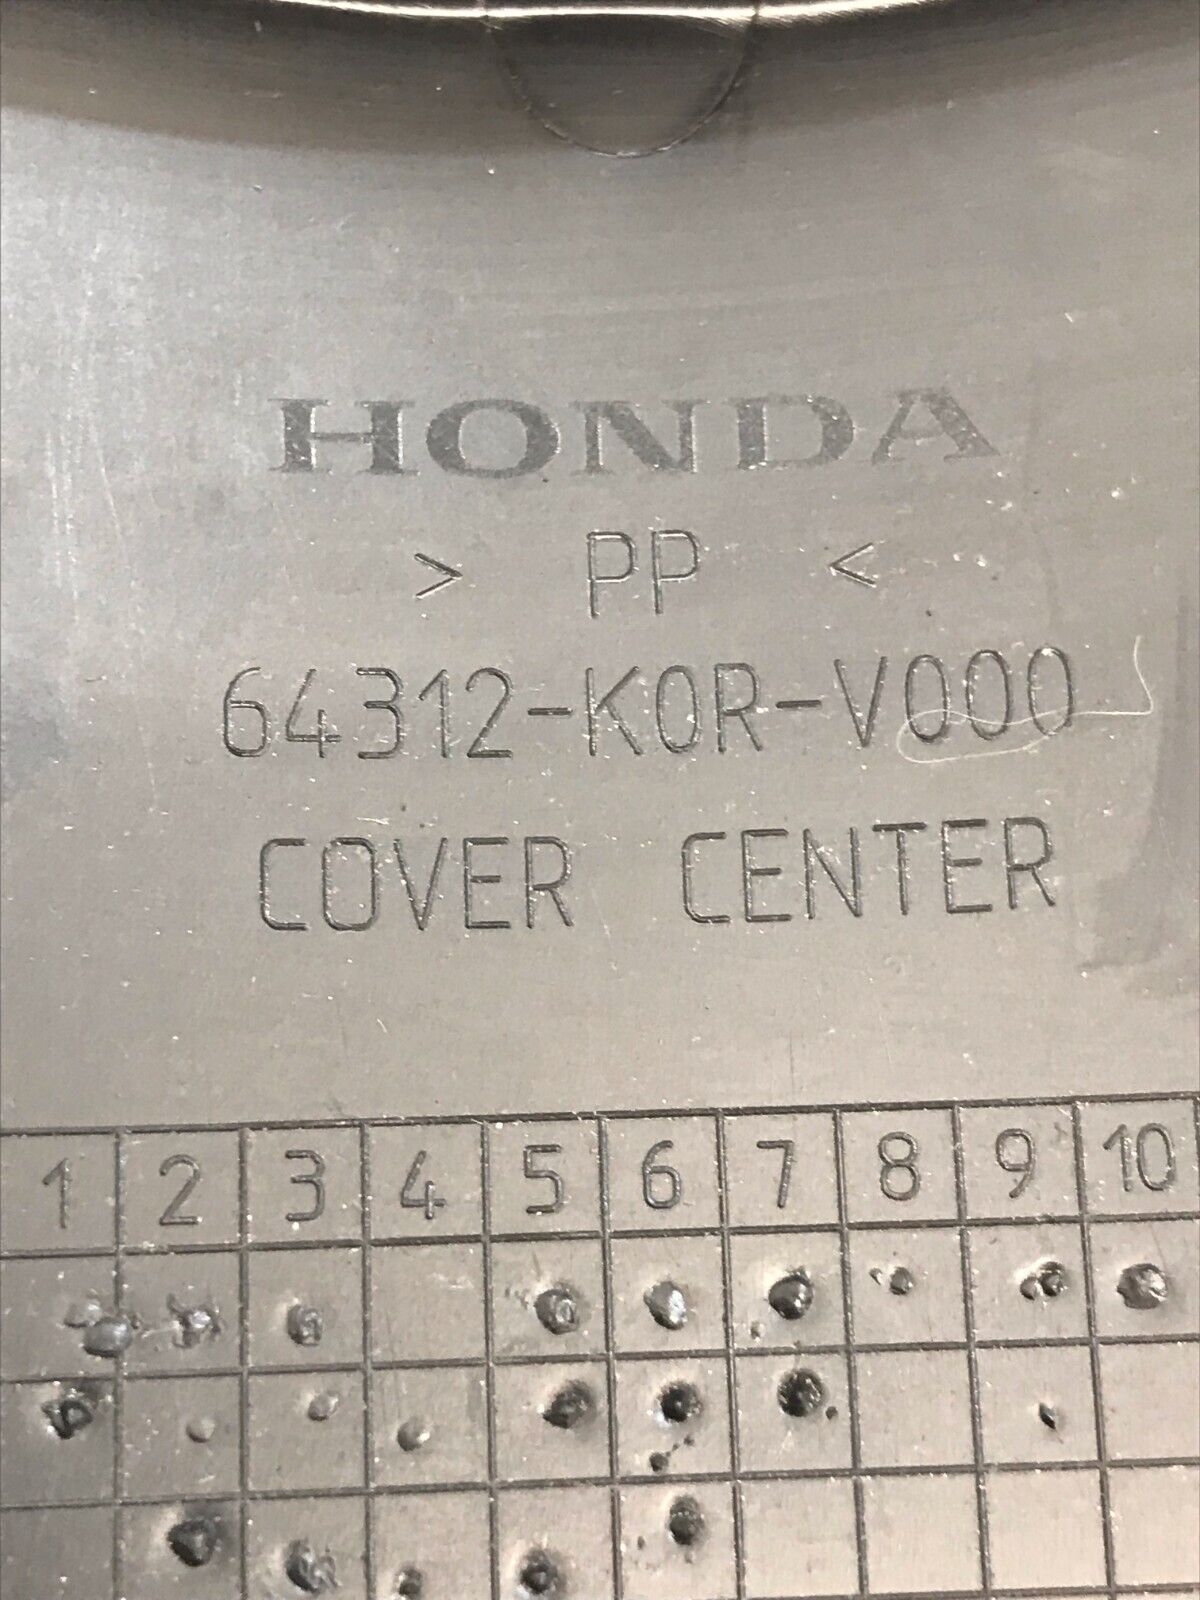 HONDA
> PP <
64312-K0R-V000
COVER CENTER
1 2 3 4 5 6 7 8 9 10